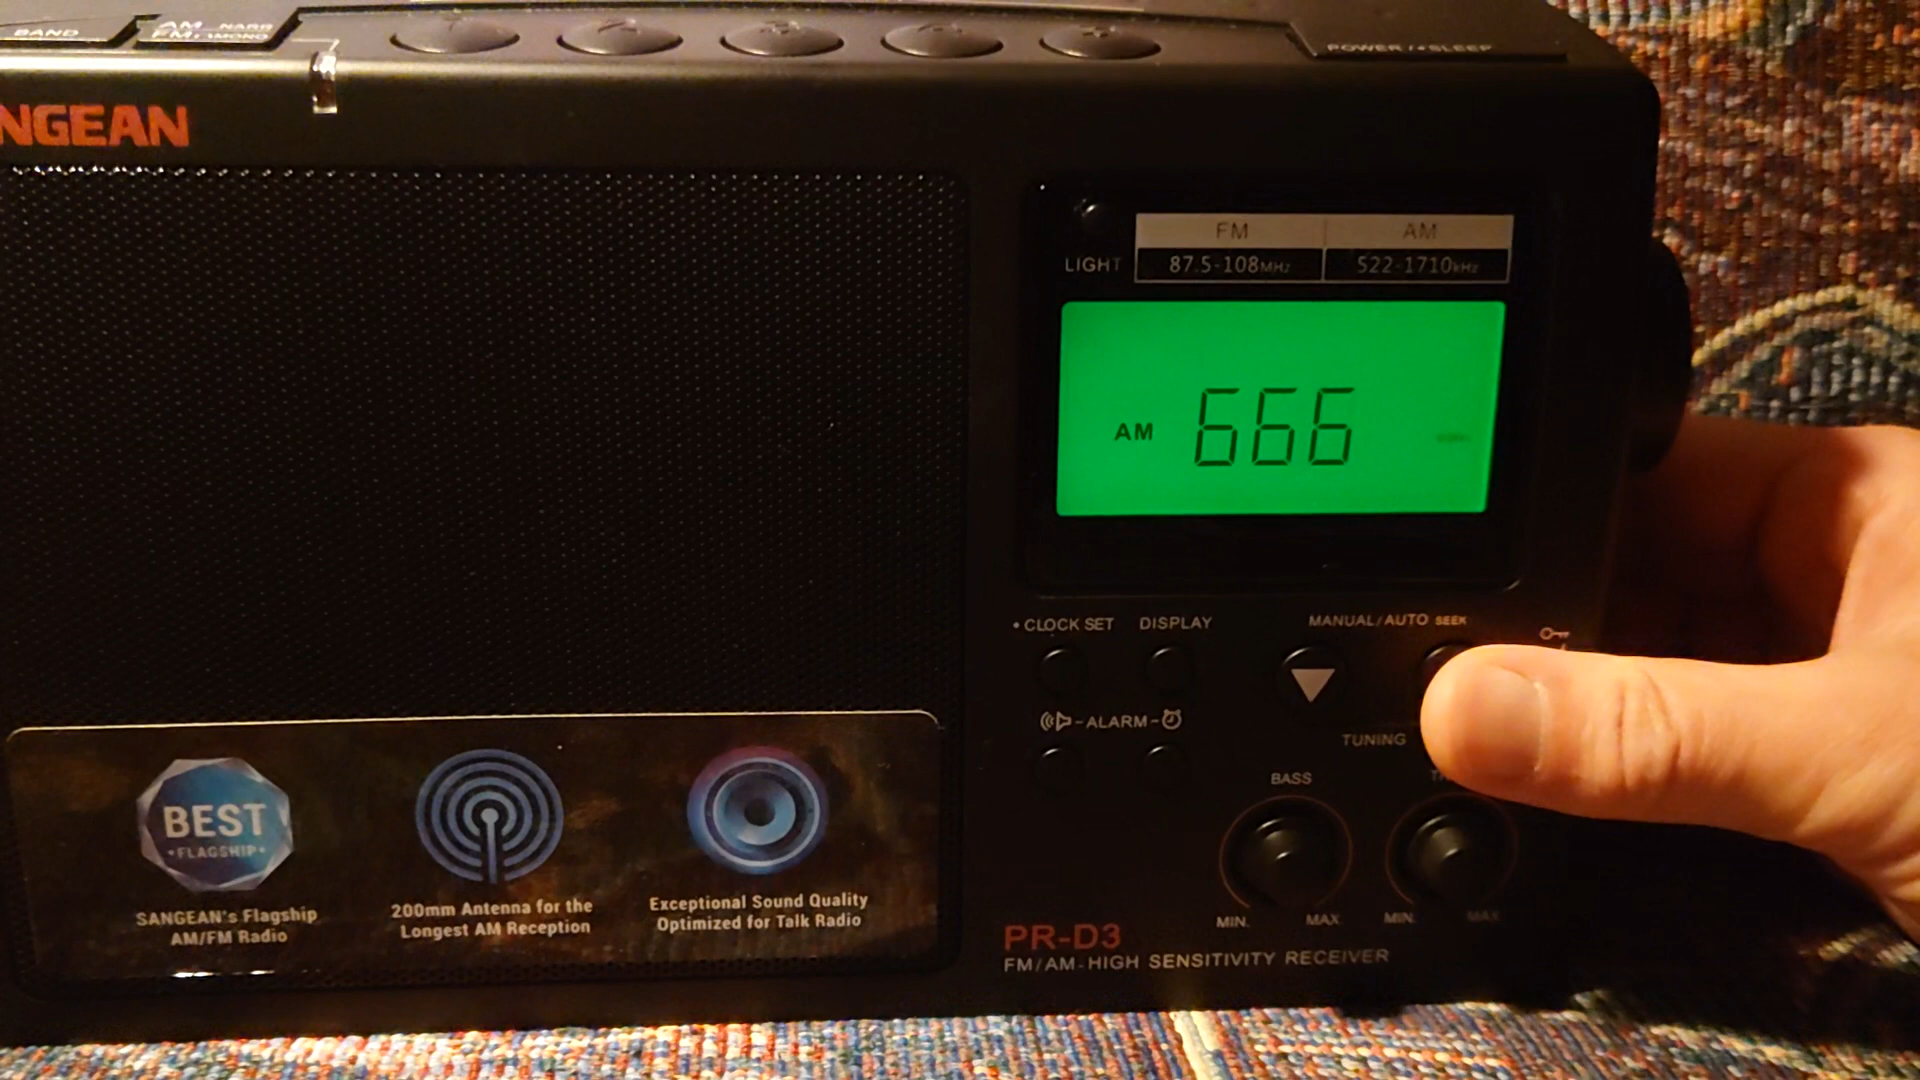 BAND
AM NARR
FM MONO
POWER / • SLEEP
NGEAN
FM AM
LIGHT 87.5-108MHz 522-1710kHz
AM 666
• CLOCK SET DISPLAY MANUAL/AUTO SEEK
-ALARM-
TUNING
BASS
MIN. MAX. MIN. MAX
BEST
•FLAGSHIP•
SANGEAN's Flagship
AM/FM Radio
200mm Antenna for the
Longest AM Reception
Exceptional Sound Quality
Optimized for Talk Radio
PR-D3
FM/AM-HIGH SENSITIVITY RECEIVER